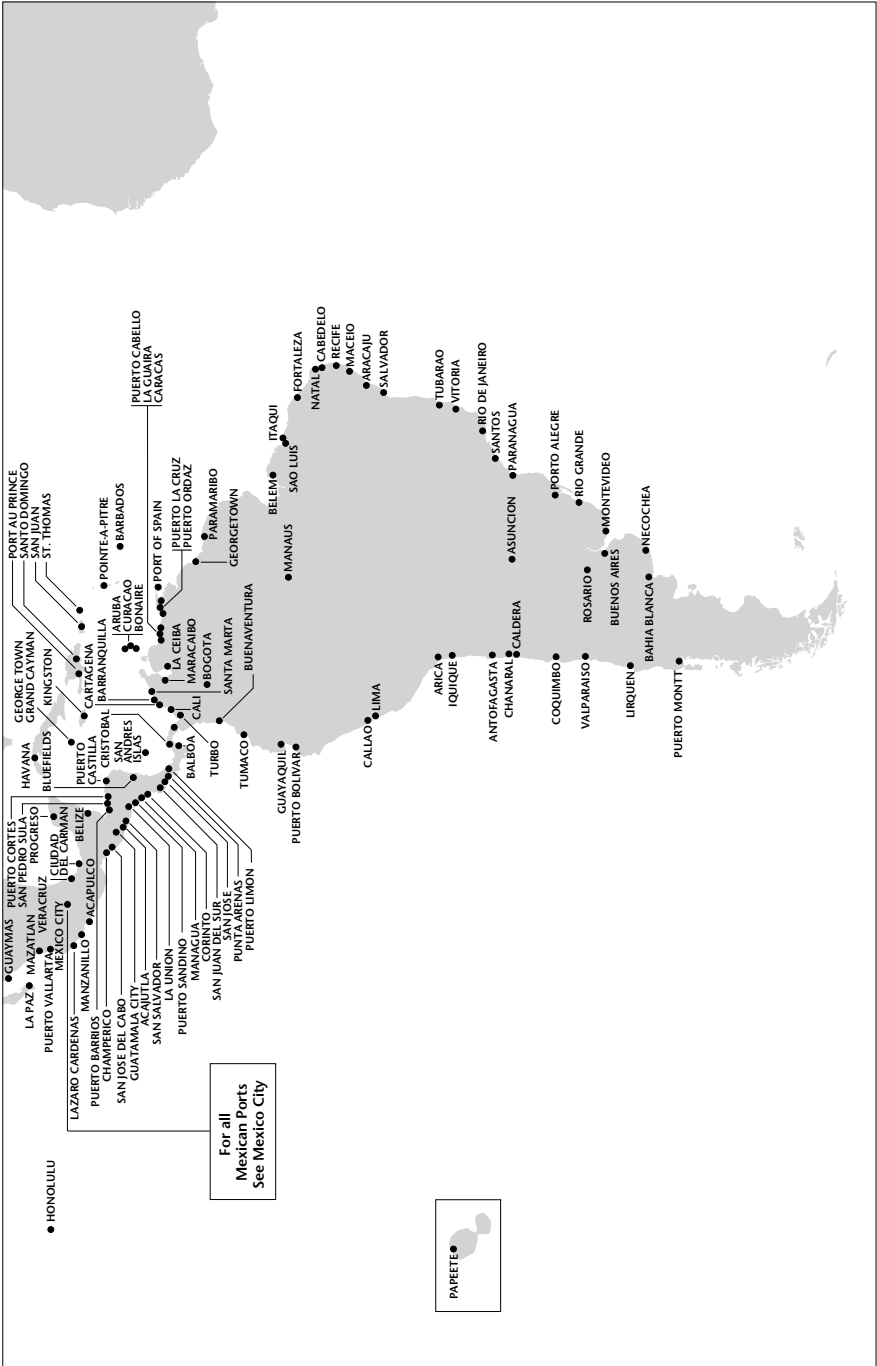 GUAYMAS
LA PAZ
MAZATLAN
PUERTO VALLARTA
VERACRUZ
MEXICO CITY
LAZARO CARDENAS
MANZANILLO
ACAPULCO
PUERTO CORTES
SAN PEDRO SULA
PROGRESO
CIUDAD
DEL CARMAN
BELIZE
HAVANA
BLUEFIELDS
GEORGE TOWN
GRAND CAYMAN
KINGSTON
PORT AU PRINCE
SANTO DOMINGO
SAN JUAN
ST. THOMAS
POINTE-A-PITRE
BARBADOS
CARTAGENA
BARRANQUILLA
CRISTOBAL
PUERTO
CASTILLA
SAN
ANDRES
ISLAS
ARUBA
CURACAO
BONAIRE
PUERTO CABELLO
LA GUAIRA
CARACAS
PORT OF SPAIN
PUERTO LA CRUZ
PUERTO ORDAZ
PARAMARIBO
GEORGETOWN
LA CEIBA
MARACAIBO
BOGOTA
SANTA MARTA
BUENAVENTURA
CALI
BALBOA
TURBO
TUMACO
GUAYAQUIL
PUERTO BOLIVAR
PUERTO BARRIOS
CHAMPERICO
SAN JOSE DEL CABO
GUATAMALA CITY
ACAJUTLA
SAN SALVADOR
LA UNION
PUERTO SANDINO
MANAGUA
CORINTO
SAN JUAN DEL SUR
SAN JOSE
PUNTA ARENAS
PUERTO LIMON
For all
Mexican Ports
See Mexico City
HONOLULU
PAPEETE
BELEM
ITAQUI
SAO LUIS
MANAUS
FORTALEZA
NATAL
CABEDELO
RECIFE
MACEIO
ARACAJU
SALVADOR
CALLAO
LIMA
TUBARAO
VITORIA
RIO DE JANEIRO
SANTOS
PARANAGUA
ARICA
IQUIQUE
ANTOFAGASTA
CHANARAL
CALDERA
ASUNCION
PORTO ALEGRE
RIO GRANDE
MONTEVIDEO
COQUIMBO
VALPARAISO
ROSARIO
BUENOS AIRES
NECOCHEA
LIRQUEN
BAHIA BLANCA
PUERTO MONTT